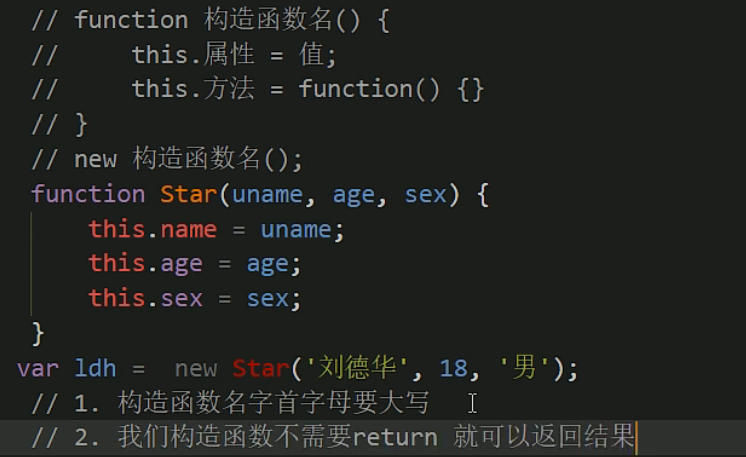 // function 构造函数名() {
//     this.属性 = 值;
//     this.方法 = function() {}
// }
// new 构造函数名();
function Star(uname, age, sex) {
    this.name = uname;
    this.age = age;
    this.sex = sex;
}
var ldh =  new Star('刘德华', 18, '男');
// 1. 构造函数名字首字母要大写
// 2. 我们构造函数不需要return 就可以返回结果